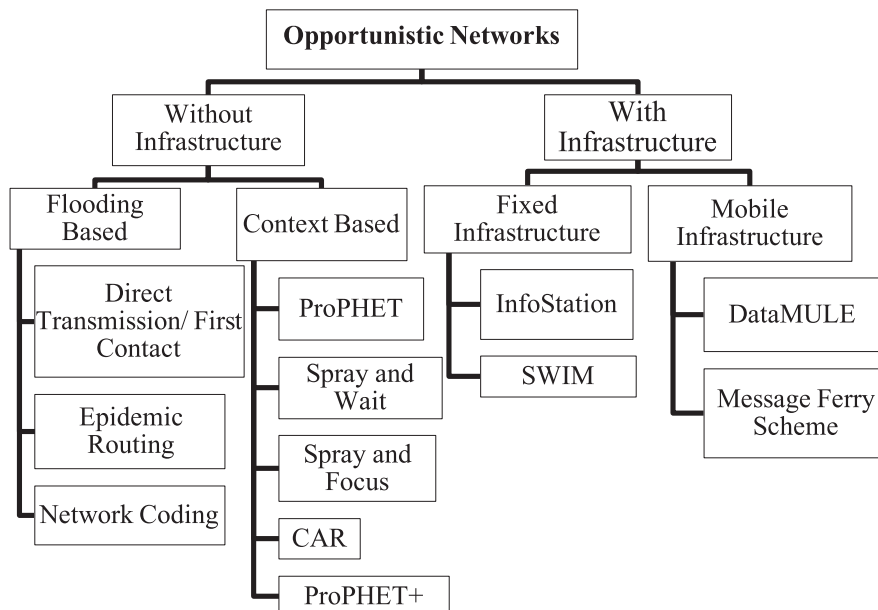 Opportunistic Networks
Without
Infrastructure
With
Infrastructure
Flooding
Based
Context Based
Fixed
Infrastructure
Mobile
Infrastructure
Direct
Transmission/ First
Contact
Epidemic
Routing
Network Coding
ProPHET
Spray and
Wait
Spray and
Focus
CAR
ProPHET+
InfoStation
SWIM
DataMULE
Message Ferry
Scheme